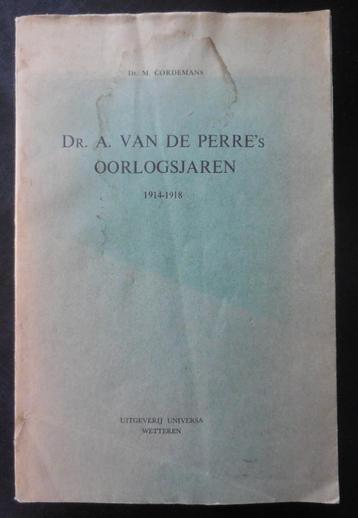 Dr. M. CORDEMANS
DR. A. VAN DE PERRE'S
OORLOGSJAREN
1914-1918
UITGEVERIJ UNIVERSA
WETTEREN